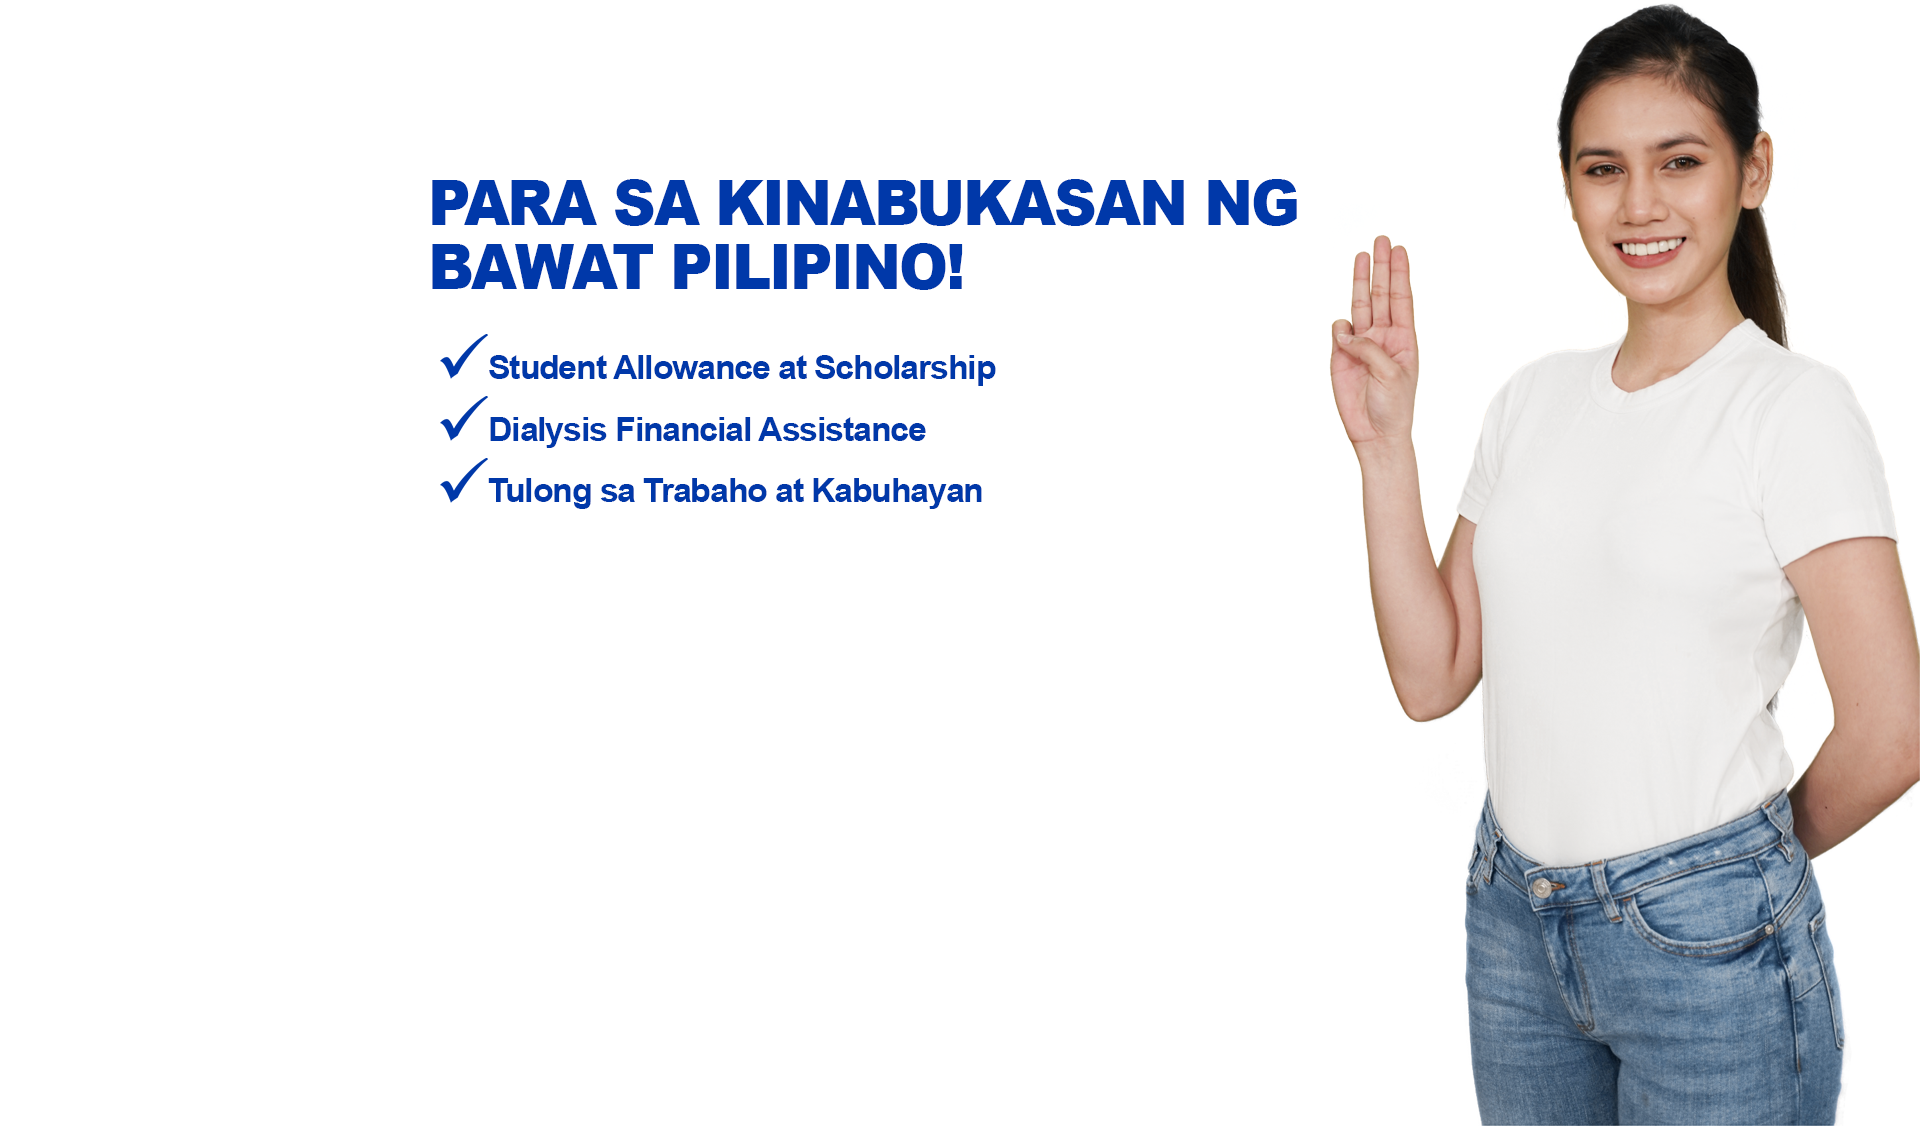 PARA SA KINABUKASAN NG
BAWAT PILIPINO!
Student Allowance at Scholarship
Dialysis Financial Assistance
Tulong sa Trabaho at Kabuhayan